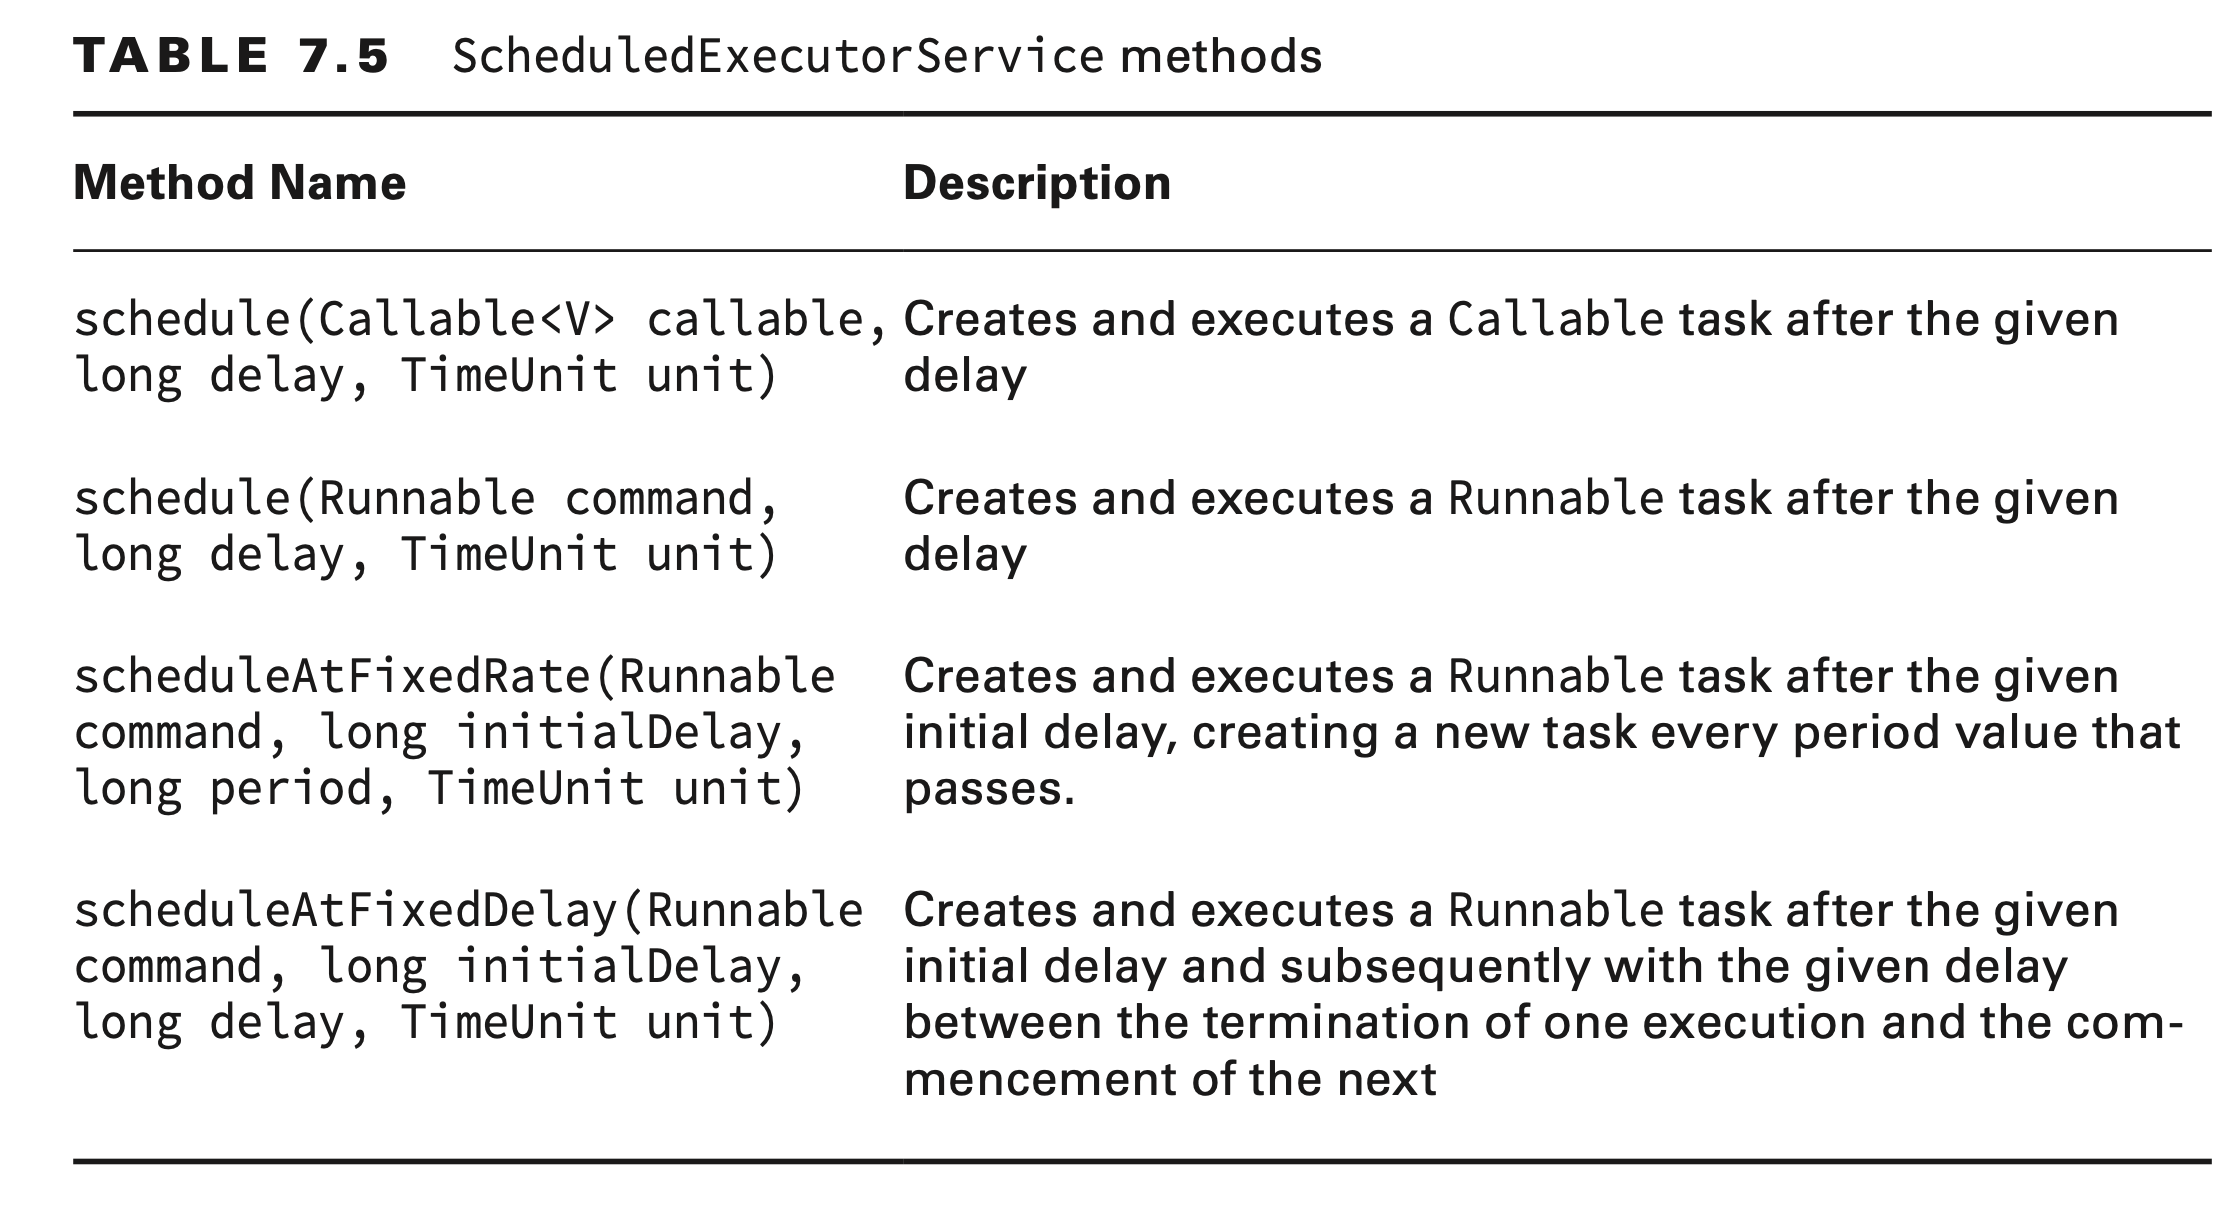 TABLE 7.5 ScheduledExecutorService methods
Method Name Description
schedule(Callable<V> callable, Creates and executes a Callable task after the given
long delay, TimeUnit unit) delay
schedule(Runnable command, Creates and executes a Runnable task after the given
long delay, TimeUnit unit) delay
scheduleAtFixedRate(Runnable Creates and executes a Runnable task after the given
command, long initialDelay, initial delay, creating a new task every period value that
long period, TimeUnit unit) passes.
scheduleAtFixedDelay(Runnable Creates and executes a Runnable task after the given
command, long initialDelay, initial delay and subsequently with the given delay
long delay, TimeUnit unit) between the termination of one execution and the com-
mencement of the next